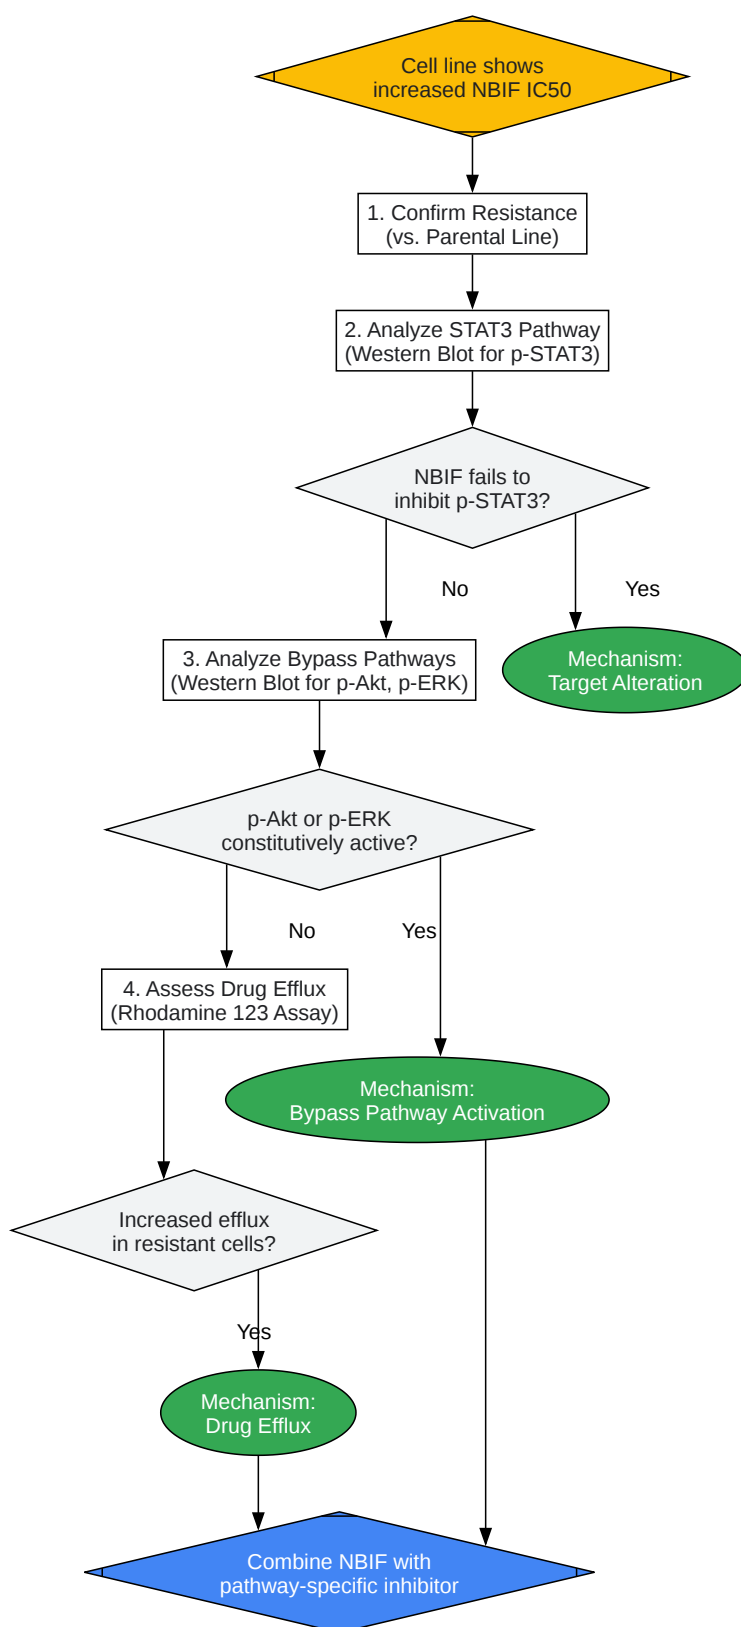 Cell line shows
increased NBIF IC50
1. Confirm Resistance
(vs. Parental Line)
2. Analyze STAT3 Pathway
(Western Blot for p-STAT3)
NBIF fails to
inhibit p-STAT3?
No
Yes
3. Analyze Bypass Pathways
(Western Blot for p-Akt, p-ERK)
Mechanism:
Target Alteration
p-Akt or p-ERK
constitutively active?
No
Yes
4. Assess Drug Efflux
(Rhodamine 123 Assay)
Mechanism:
Bypass Pathway Activation
Increased efflux
in resistant cells?
Yes
Mechanism:
Drug Efflux
Combine NBIF with
pathway-specific inhibitor